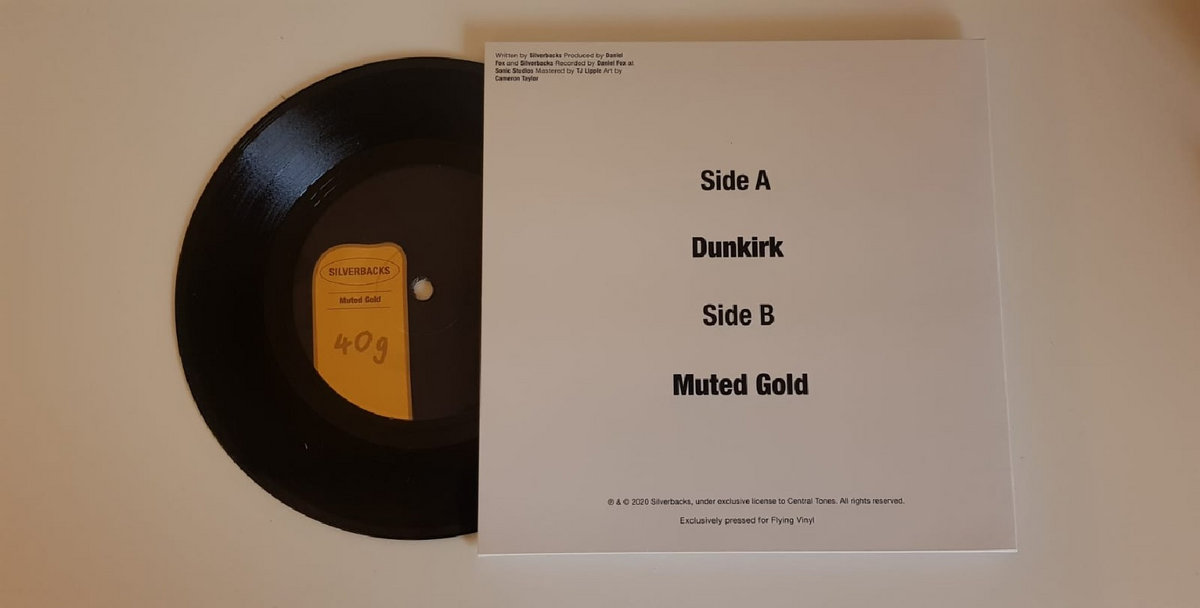 Written by Silverbacks Produced by Daniel
Fox and Silverbacks Recorded by Daniel Fox at
Sonic Studios Mastered by TJ Lipple Art by
Cameron Taylor
Side A
Dunkirk
Side B
Muted Gold
℗ & © 2020 Silverbacks, under exclusive license to Central Tones. All rights reserved.
Exclusively pressed for Flying Vinyl
SILVERBACKS
Muted Gold
40g